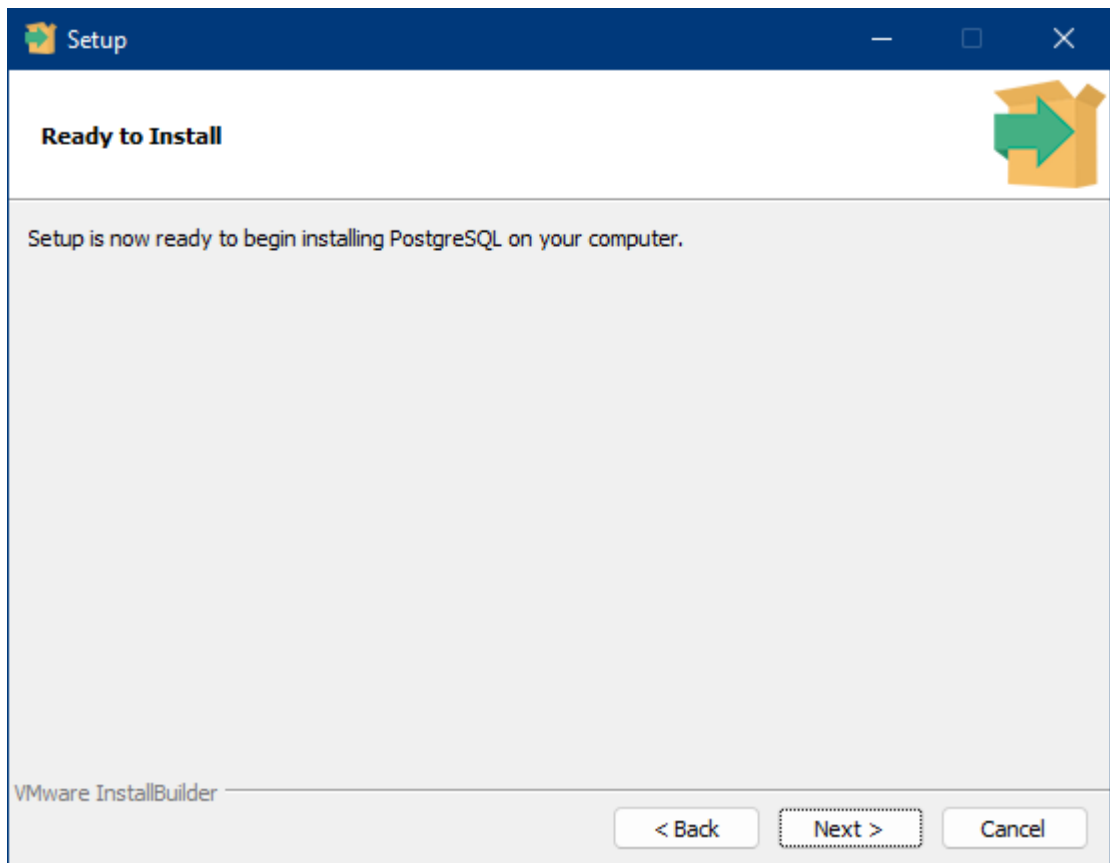 Setup
Ready to Install
Setup is now ready to begin installing PostgreSQL on your computer.
VMware InstallBuilder
< Back
Next >
Cancel